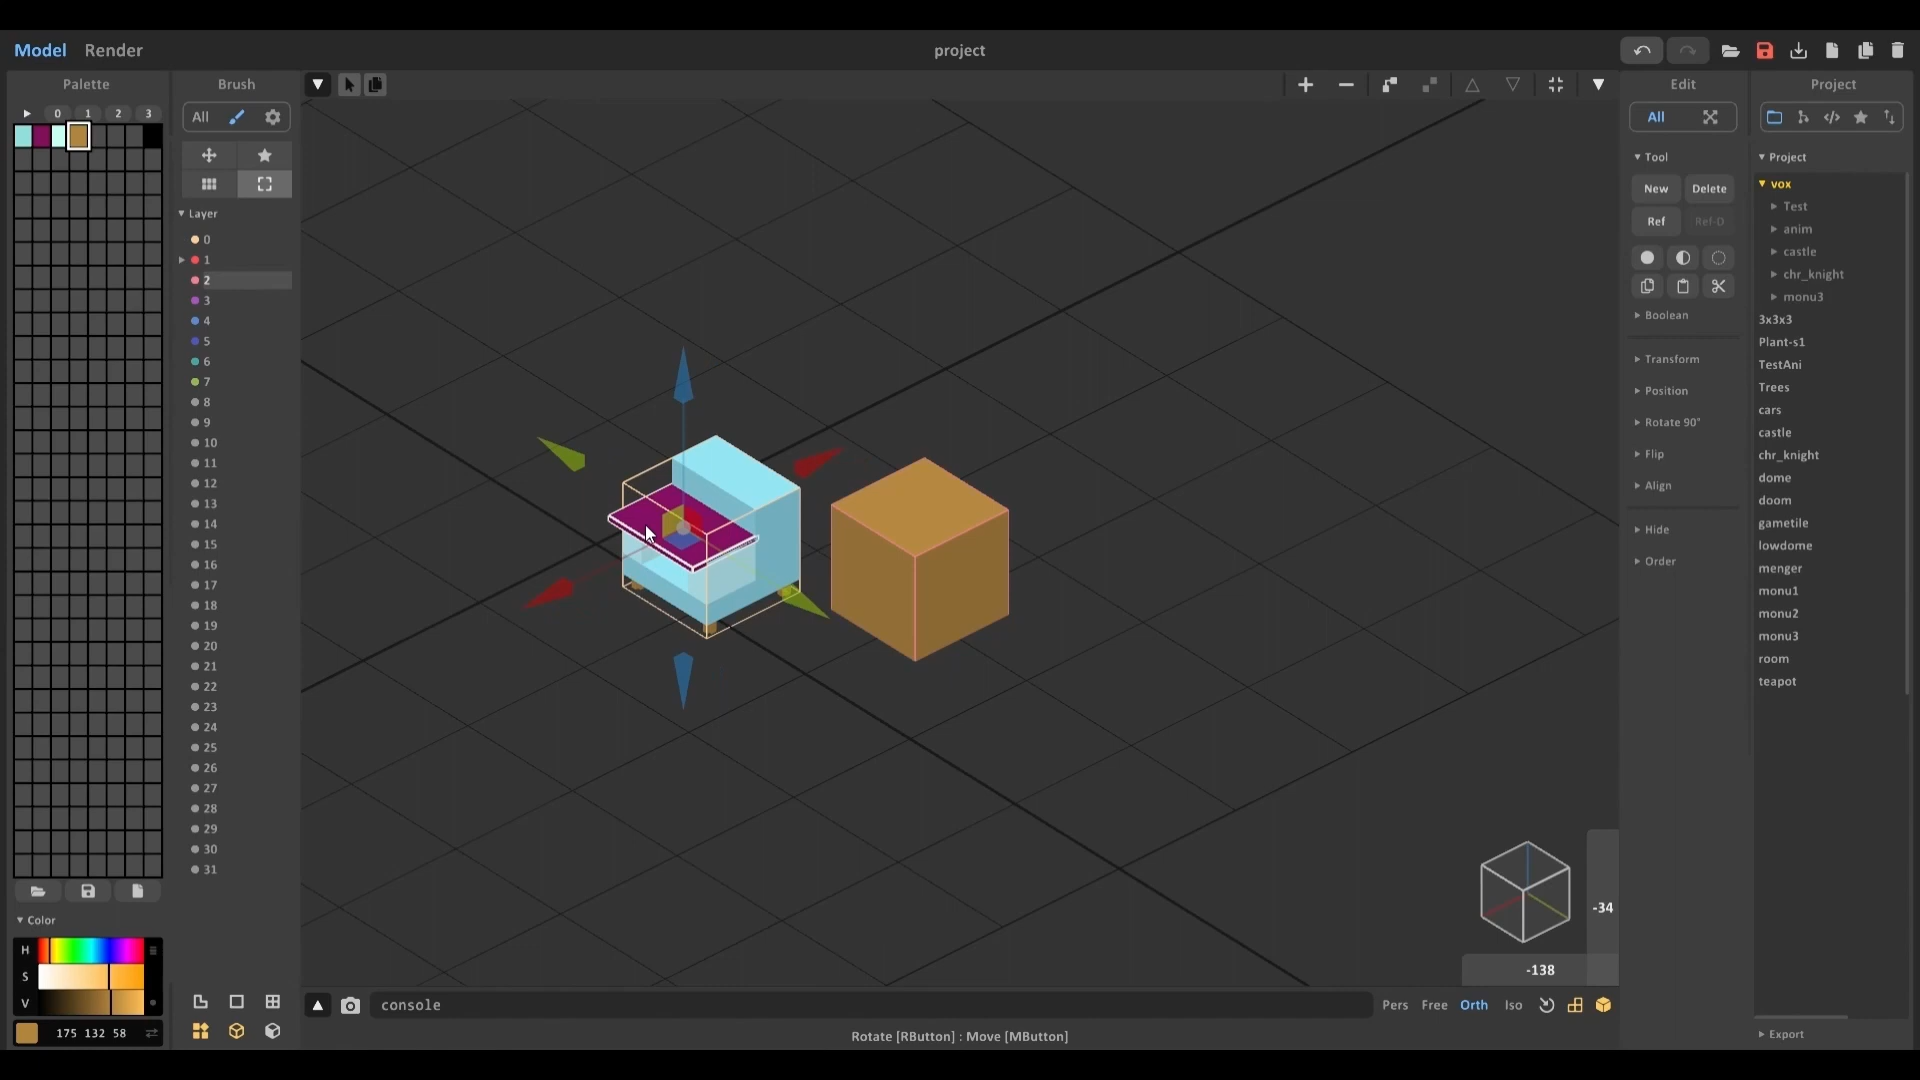 Model Render
project
Palette
0 1 2 3
Color
H
S
V
175 132 58
Brush
All
Layer
0
1
2
3
4
5
6
7
8
9
10
11
12
13
14
15
16
17
18
19
20
21
22
23
24
25
26
27
28
29
30
31
-34
-138
console
Pers Free Orth Iso
Rotate [RButton] : Move [MButton]
Edit
All
Tool
New Delete
Ref Ref-D
Boolean
Transform
Position
Rotate 90°
Flip
Align
Hide
Order
Project
Project
vox
Test
anim
castle
chr_knight
monu3
3x3x3
Plant-s1
TestAni
Trees
cars
castle
chr_knight
dome
doom
gametile
lowdome
menger
monu1
monu2
monu3
room
teapot
Export